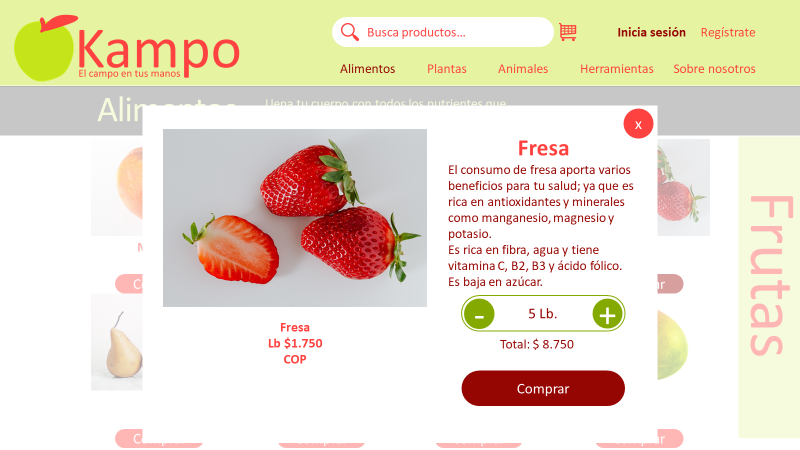 Kampo
El campo en tus manos
Busca productos...
Inicia sesión
Regístrate
Alimentos
Plantas
Animales
Herramientas
Sobre nosotros
Alimentos
Llena tu cuerpo con todos los nutrientes que
x
Fresa
El consumo de fresa aporta varios
beneficios para tu salud; ya que es
rica en antioxidantes y minerales
como manganesio, magnesio y
potasio.
Es rica en fibra, agua y tiene
vitamina C, B2, B3 y ácido fólico.
Es baja en azúcar.
- 5 Lb. +
Total: $ 8.750
Comprar
Fresa
Lb $1.750
COP
Frutas